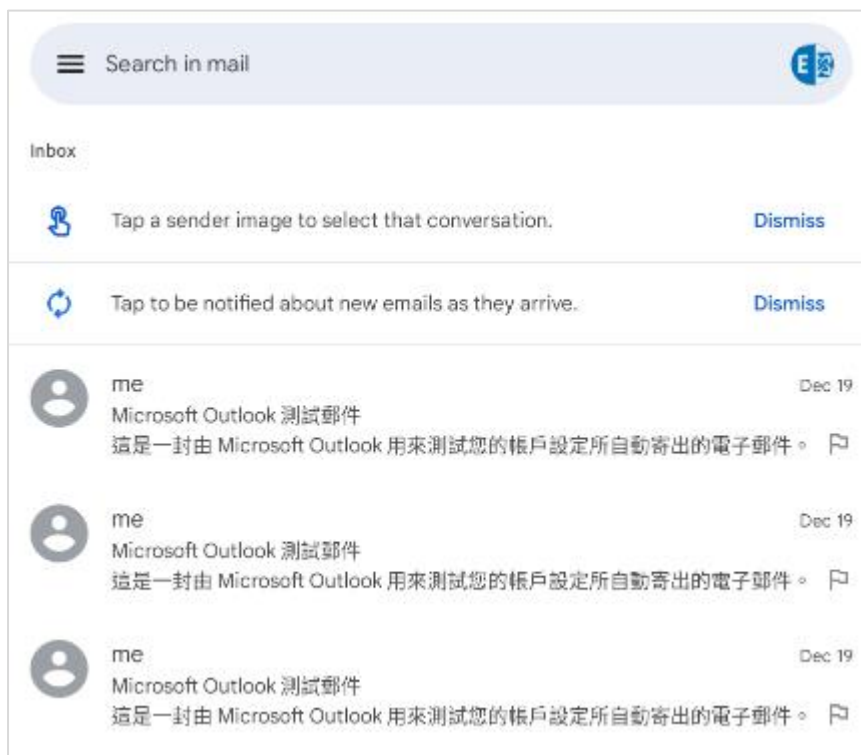 Search in mail
E
Inbox
Tap a sender image to select that conversation. Dismiss
Tap to be notified about new emails as they arrive. Dismiss
me Dec 19
Microsoft Outlook 測試郵件
這是一封由 Microsoft Outlook 用來測試您的帳戶設定所自動寄出的電子郵件。
me Dec 19
Microsoft Outlook 測試郵件
這是一封由 Microsoft Outlook 用來測試您的帳戶設定所自動寄出的電子郵件。
me Dec 19
Microsoft Outlook 測試郵件
這是一封由 Microsoft Outlook 用來測試您的帳戶設定所自動寄出的電子郵件。